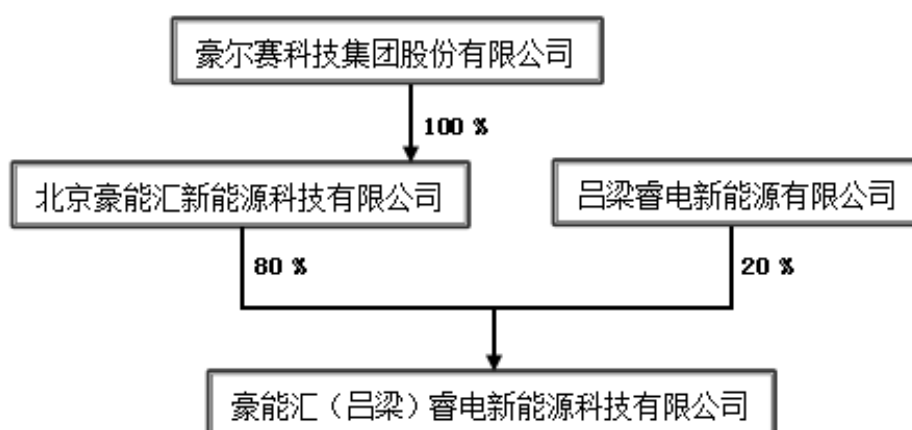 豪尔赛科技集团股份有限公司
100 %
北京豪能汇新能源科技有限公司
吕梁睿电新能源有限公司
80 %
20 %
豪能汇（吕梁）睿电新能源科技有限公司